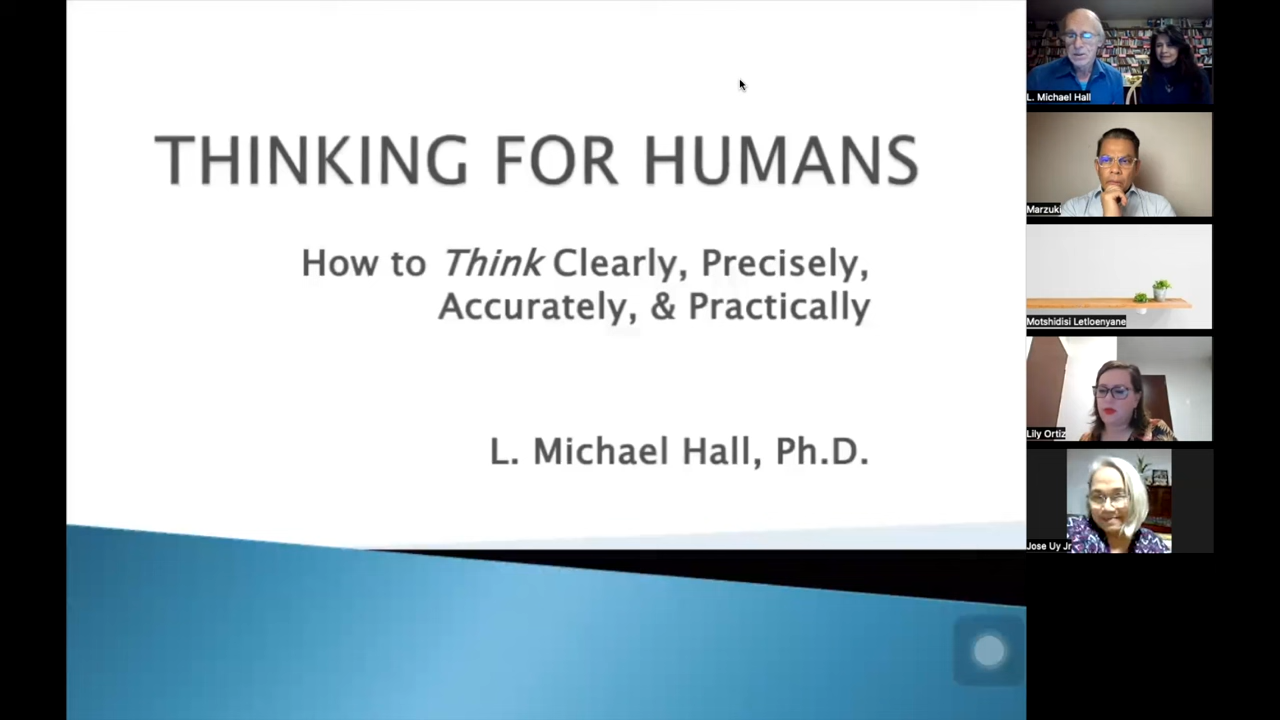 THINKING FOR HUMANS
How to Think Clearly, Precisely,
Accurately, & Practically
L. Michael Hall, Ph.D.
L. Michael Hall
Marzuki
Motshidisi Letloenyane
Lily Ortiz
Jose Uy Jr